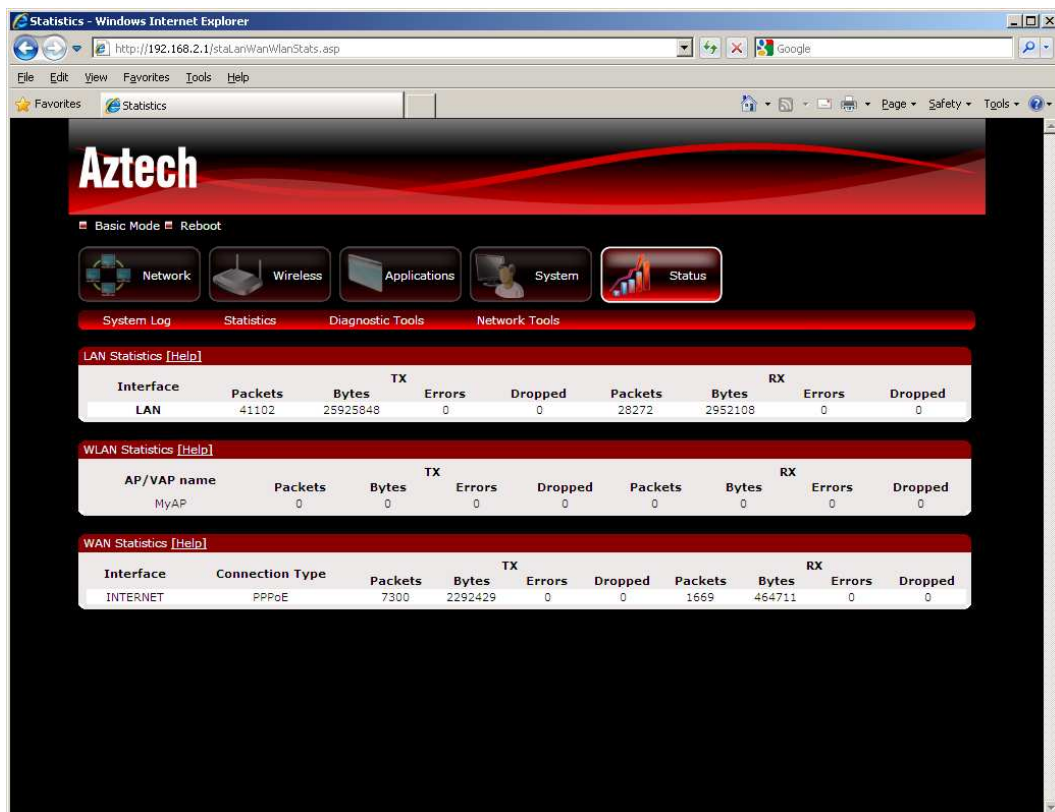 Statistics - Windows Internet Explorer
http://192.168.2.1/staLanWanWlanStats.asp
Google
File Edit View Favorites Tools Help
Favorites Statistics Page Safety Tools
Aztech
Basic Mode Reboot
Network Wireless Applications System Status
System Log Statistics Diagnostic Tools Network Tools
LAN Statistics [Help]
TX RX
Interface Packets Bytes Errors Dropped Packets Bytes Errors Dropped
LAN 41102 25925848 0 0 28272 2952108 0 0
WLAN Statistics [Help]
TX RX
AP/VAP name Packets Bytes Errors Dropped Packets Bytes Errors Dropped
MyAP 0 0 0 0 0 0 0 0
WAN Statistics [Help]
TX RX
Interface Connection Type Packets Bytes Errors Dropped Packets Bytes Errors Dropped
INTERNET PPPoE 7300 2292429 0 0 1669 464711 0 0